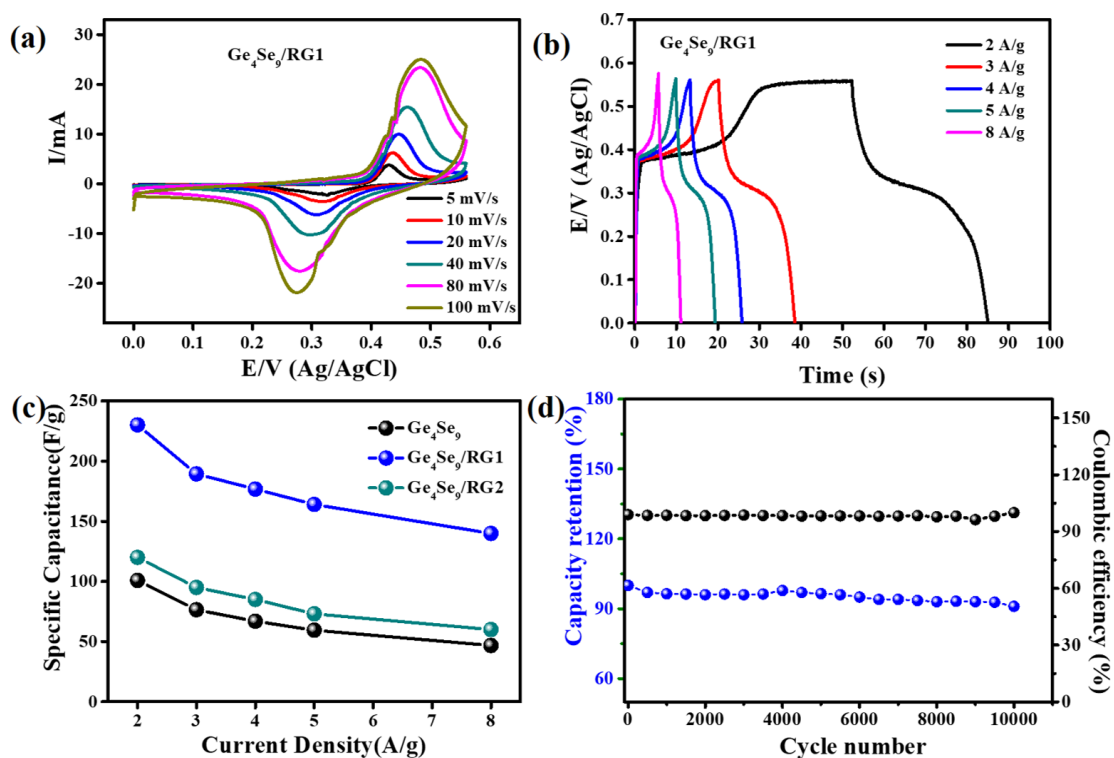 (a)
Ge₄Se₉/RG1
I/mA
30
20
10
0
-10
-20
5 mV/s
10 mV/s
20 mV/s
40 mV/s
80 mV/s
100 mV/s
0.0 0.1 0.2 0.3 0.4 0.5 0.6
E/V (Ag/AgCl)
(b)
Ge₄Se₉/RG1
2 A/g
3 A/g
4 A/g
5 A/g
8 A/g
E/V (Ag/AgCl)
0.7
0.6
0.5
0.4
0.3
0.2
0.1
0.0
0 10 20 30 40 50 60 70 80 90 100
Time (s)
(c)
Specific Capacitance(F/g)
250
200
150
100
50
0
Ge₄Se₉
Ge₄Se₉/RG1
Ge₄Se₉/RG2
2 3 4 5 6 7 8
Current Density(A/g)
(d)
Capacity retention (%)
180
150
120
90
60
150
120
90
60
30
0
Coulombic efficiency (%)
0 2000 4000 6000 8000 10000
Cycle number